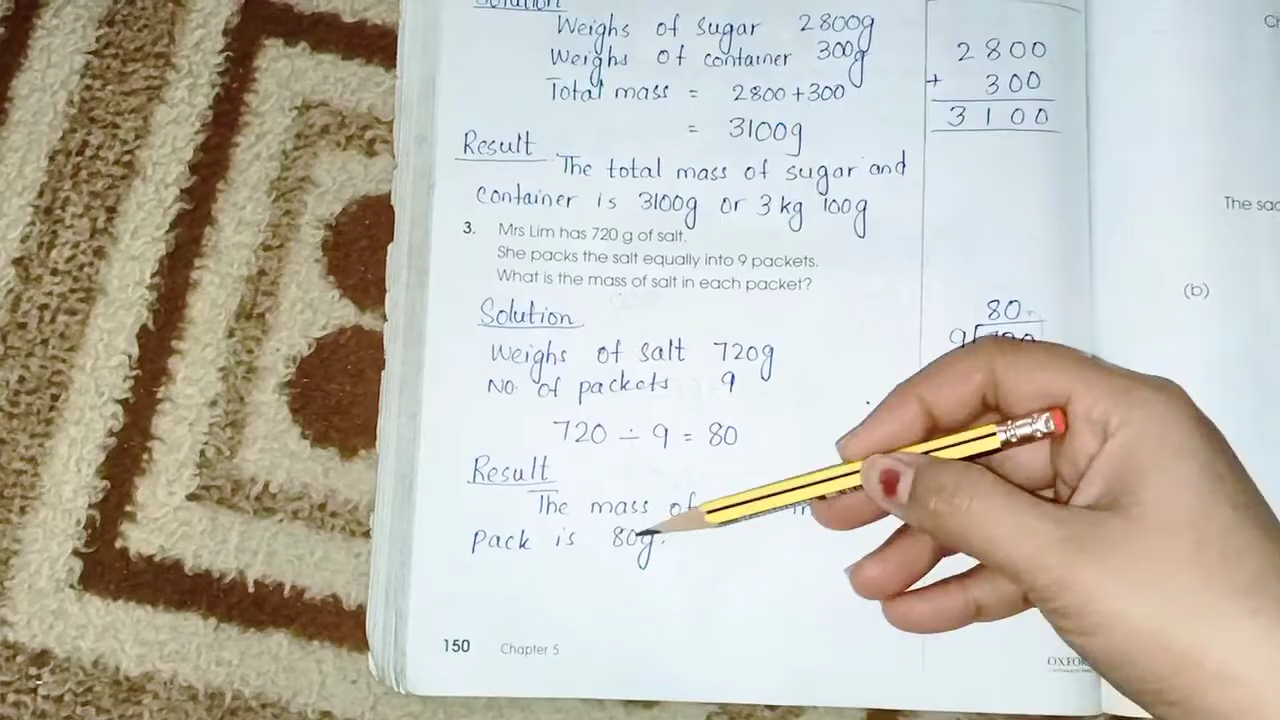 Solution
Weighs of sugar 2800g
Weighs of container 300g
Total mass = 2800 + 300
= 3100g
Result
The total mass of sugar and
container is 3100g or 3 kg 100g
2800
+ 300
3100
3. Mrs Lim has 720 g of salt.
She packs the salt equally into 9 packets.
What is the mass of salt in each packet?
Solution
Weighs of salt 720g
No. of packets 9
720 ÷ 9 = 80
Result
The mass of
pack is 80g.
80
9
150 Chapter 5
The
(b)